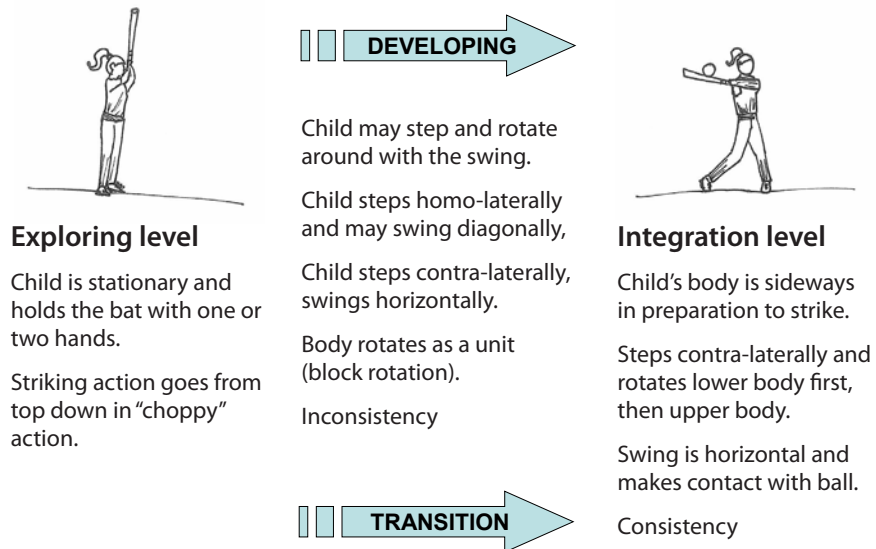 Exploring level
Child is stationary and
holds the bat with one or
two hands.
Striking action goes from
top down in “choppy”
action.
DEVELOPING
Child may step and rotate
around with the swing.
Child steps homo-laterally
and may swing diagonally,
Child steps contra-laterally,
swings horizontally.
Body rotates as a unit
(block rotation).
Inconsistency
TRANSITION
Integration level
Child’s body is sideways
in preparation to strike.
Steps contra-laterally and
rotates lower body first,
then upper body.
Swing is horizontal and
makes contact with ball.
Consistency